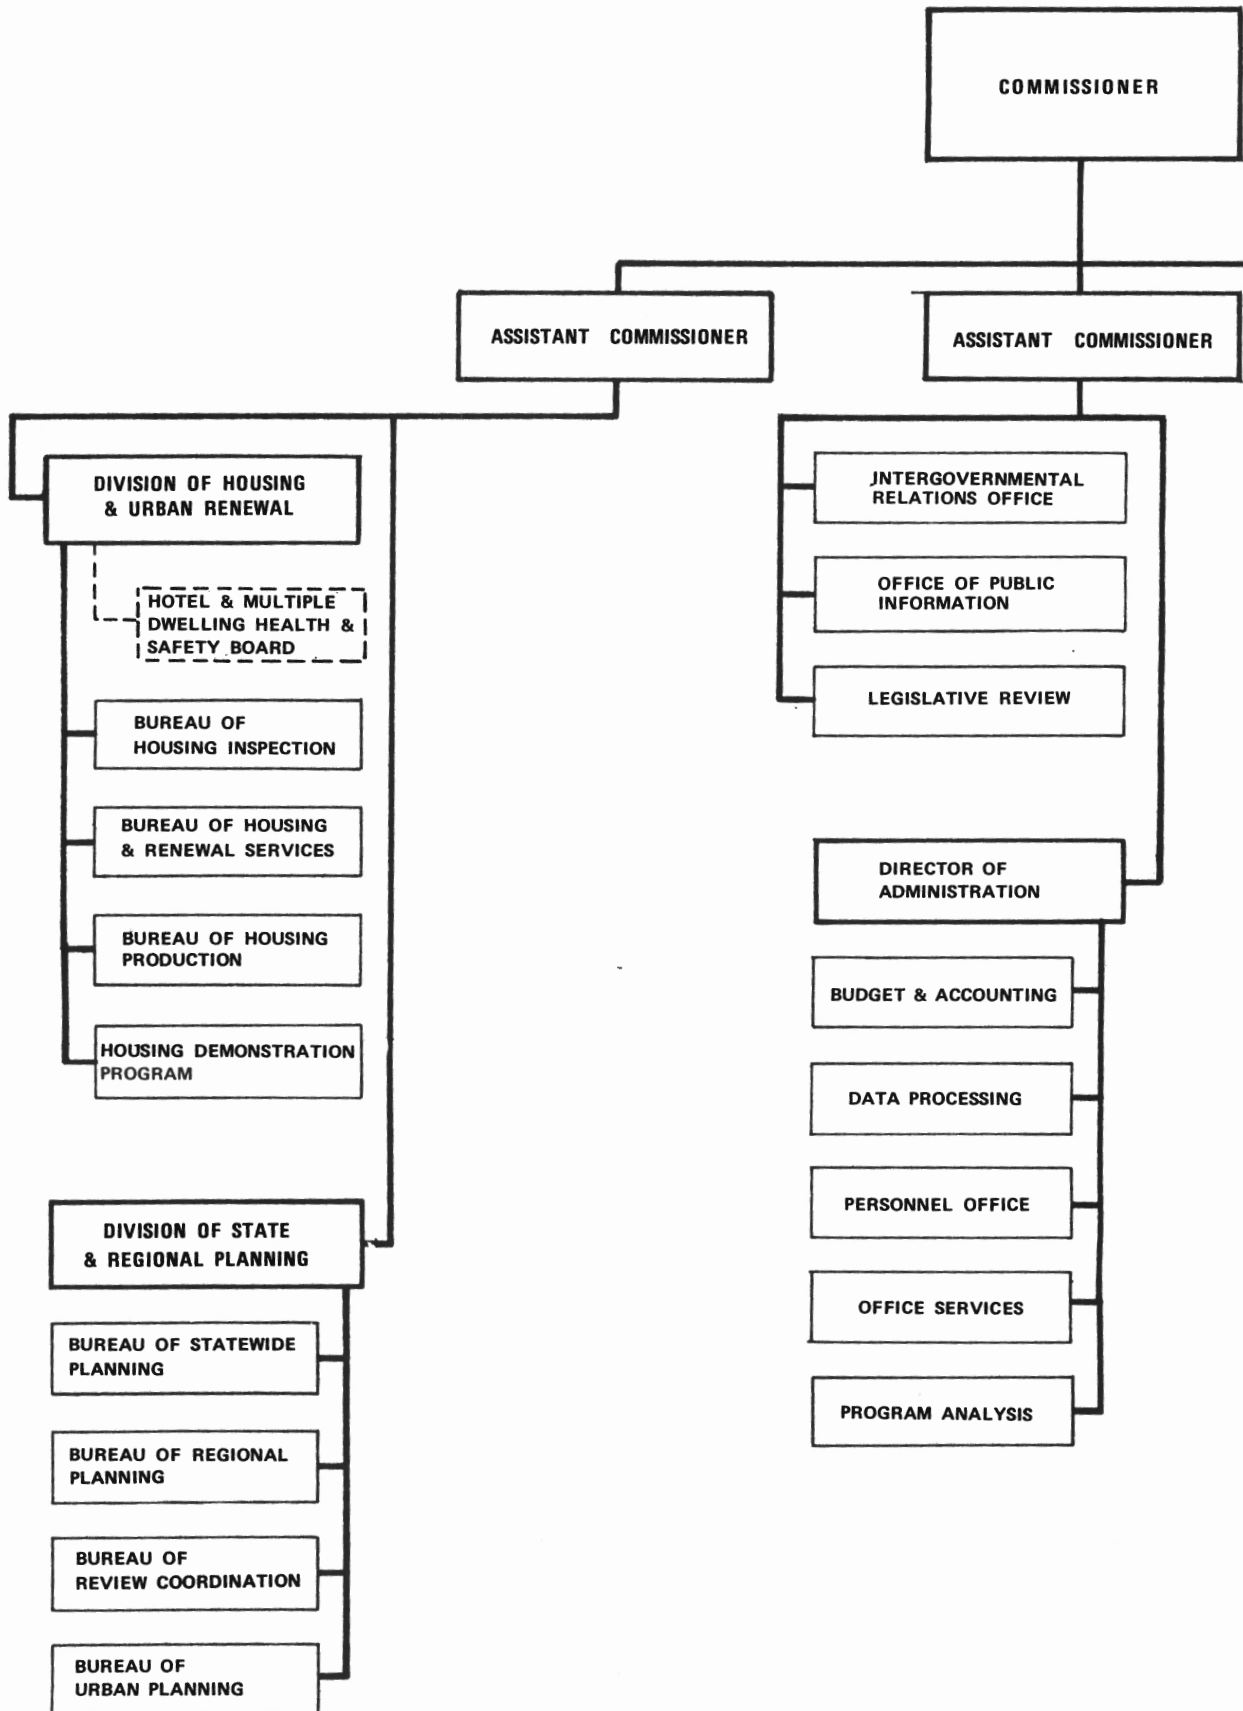 COMMISSIONER
ASSISTANT COMMISSIONER
ASSISTANT COMMISSIONER
DIVISION OF HOUSING
& URBAN RENEWAL
HOTEL & MULTIPLE
DWELLING HEALTH &
SAFETY BOARD
BUREAU OF
HOUSING INSPECTION
BUREAU OF HOUSING
& RENEWAL SERVICES
BUREAU OF HOUSING
PRODUCTION
HOUSING DEMONSTRATION
PROGRAM
DIVISION OF STATE
& REGIONAL PLANNING
BUREAU OF STATEWIDE
PLANNING
BUREAU OF REGIONAL
PLANNING
BUREAU OF
REVIEW COORDINATION
BUREAU OF
URBAN PLANNING
INTERGOVERNMENTAL
RELATIONS OFFICE
OFFICE OF PUBLIC
INFORMATION
LEGISLATIVE REVIEW
DIRECTOR OF
ADMINISTRATION
BUDGET & ACCOUNTING
DATA PROCESSING
PERSONNEL OFFICE
OFFICE SERVICES
PROGRAM ANALYSIS